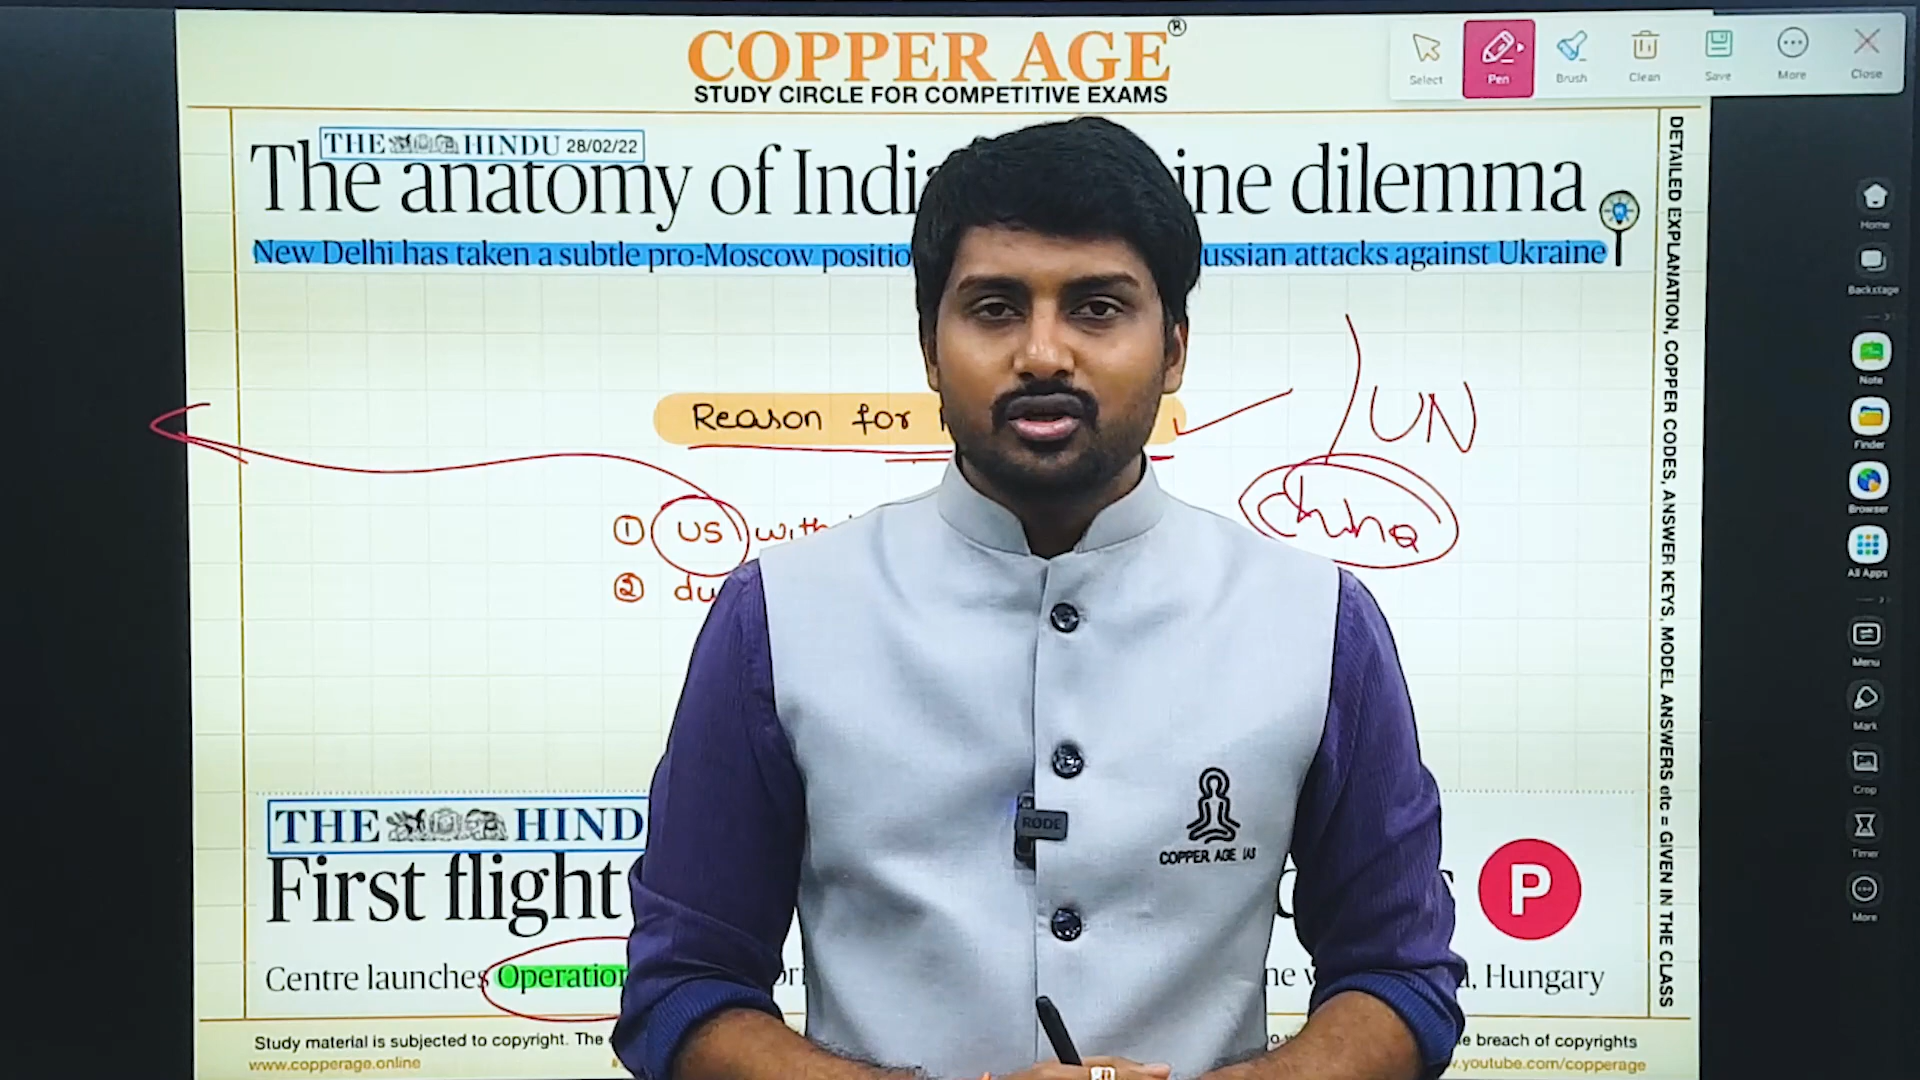 COPPER AGE®
STUDY CIRCLE FOR COMPETITIVE EXAMS
Select Pen Brush Clean Save More Close
THE HINDU 28/02/22
The anatomy of Indi ine dilemma
New Delhi has taken a subtle pro-Moscow positio ussian attacks against Ukraine
Reason for
UN
China
① US with
② du
THE HIND
First flight
P
Centre launches Operation ori ne Hungary
Study material is subjected to copyright. The e breach of copyrights
www.copperage.online .youtube.com/copperage
DETAILED EXPLANATION, COPPER CODES, ANSWER KEYS, MODEL ANSWERS etc = GIVEN IN THE CLASS
RODE
COPPER AGE IAS
Home
Backstage
Note
Finder
Browser
All Apps
Menu
Mark
Crop
Timer
More